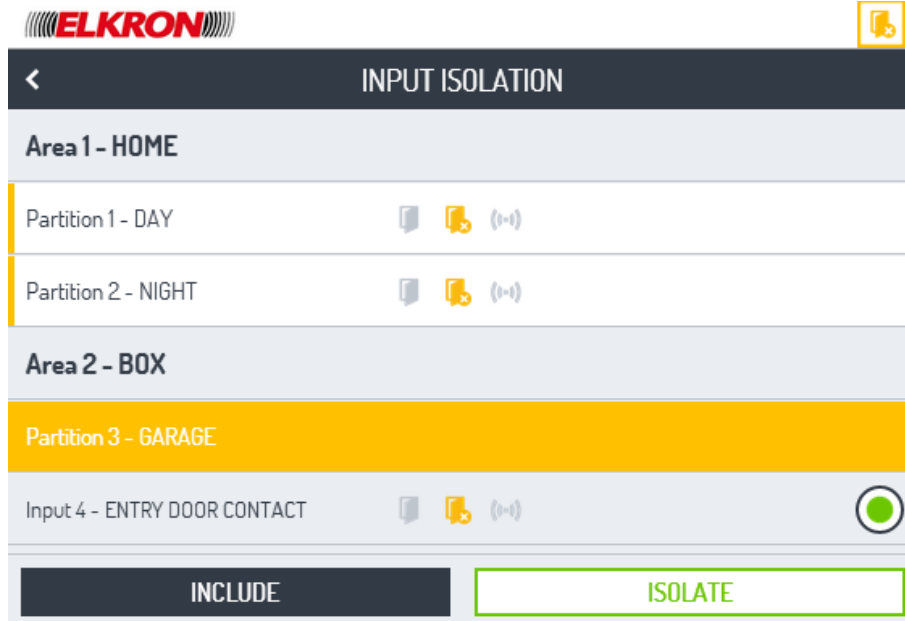 ELKRON
INPUT ISOLATION
Area 1 - HOME
Partition 1 - DAY
Partition 2 - NIGHT
Area 2 - BOX
Partition 3 - GARAGE
Input 4 - ENTRY DOOR CONTACT
INCLUDE
ISOLATE